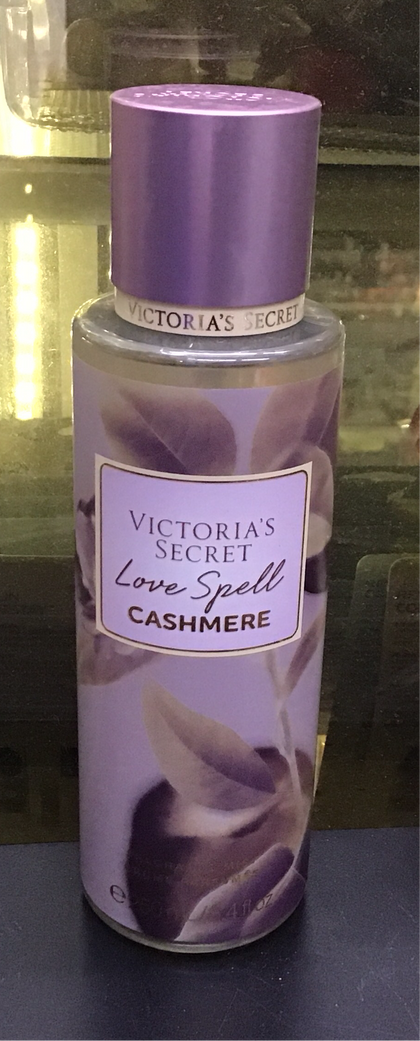 VICTORIA'S SECRET
VICTORIA'S
SECRET
Love Spell
CASHMERE